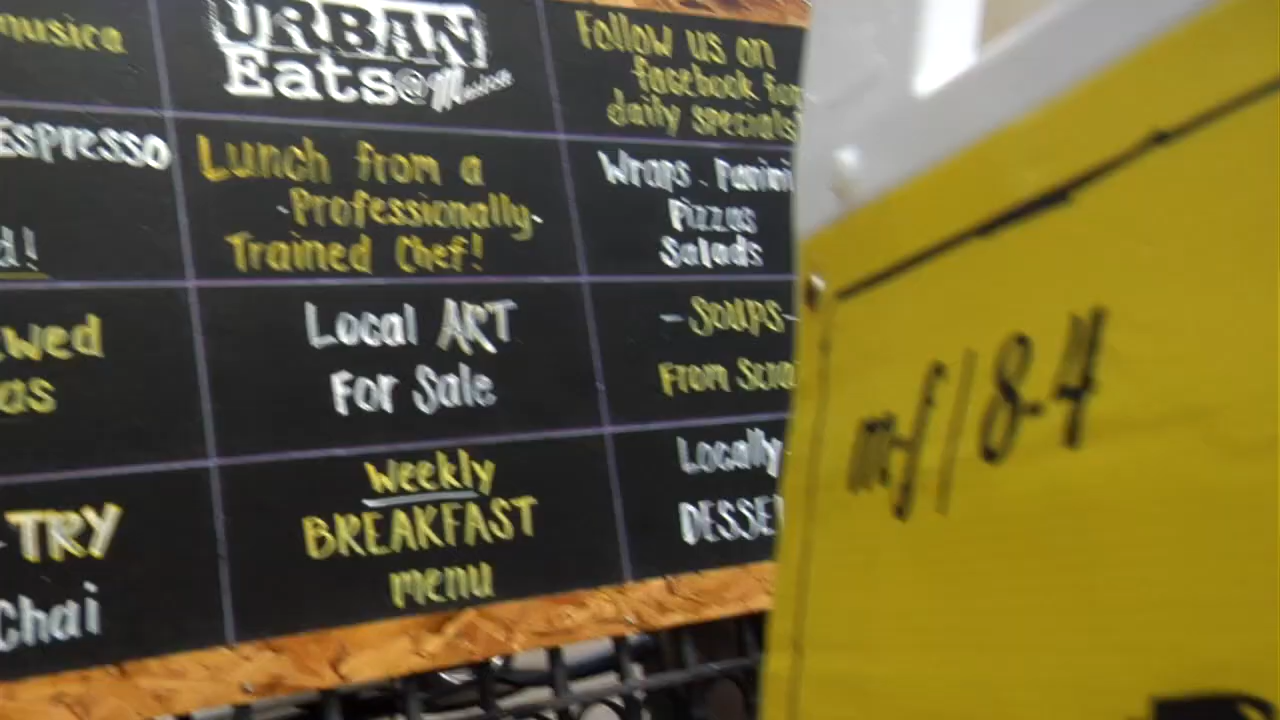 musica
Espresso
d!
wed
as
TRY
Chai
URBAN
Eats@Musica
Lunch from a
-Professionally-
Trained Chef!
Local ART
For Sale
Weekly
BREAKFAST
menu
Follow us on
facebook for
daily specials
Wraps . Panini
Pizzas
Salads
-Soups-
From Scra
Locally
DESSE
mf/8-4